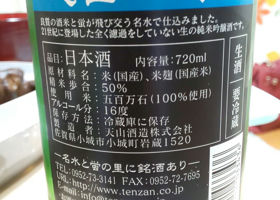 良質の酒米と蛍が飛び交う名水で仕込みました。
21世紀に登場した全く濾過をしていない生の純米吟醸酒です。
品目:日本酒 内容量:720ml
原材料名:米(国産)、米麹(国産米)
精米歩合:50%
原料米:五百万石(100%使用)
アルコール分:16度
保存方法:冷蔵庫に保存
製造者:天山酒造株式会社
佐賀県小城市小城町岩蔵1520
生酒 要冷蔵
―名水と蛍の里に銘酒あり―
TEL:0952-73-3141 FAX:0952-72-7695
URL:http://www.tenzan.co.jp